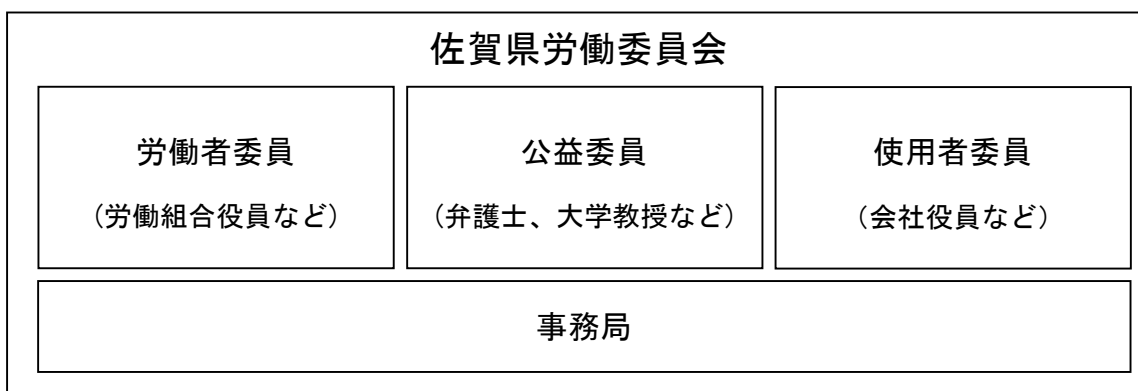 佐賀県労働委員会
労働者委員
（労働組合役員など）
公益委員
（弁護士、大学教授など）
使用者委員
（会社役員など）
事務局